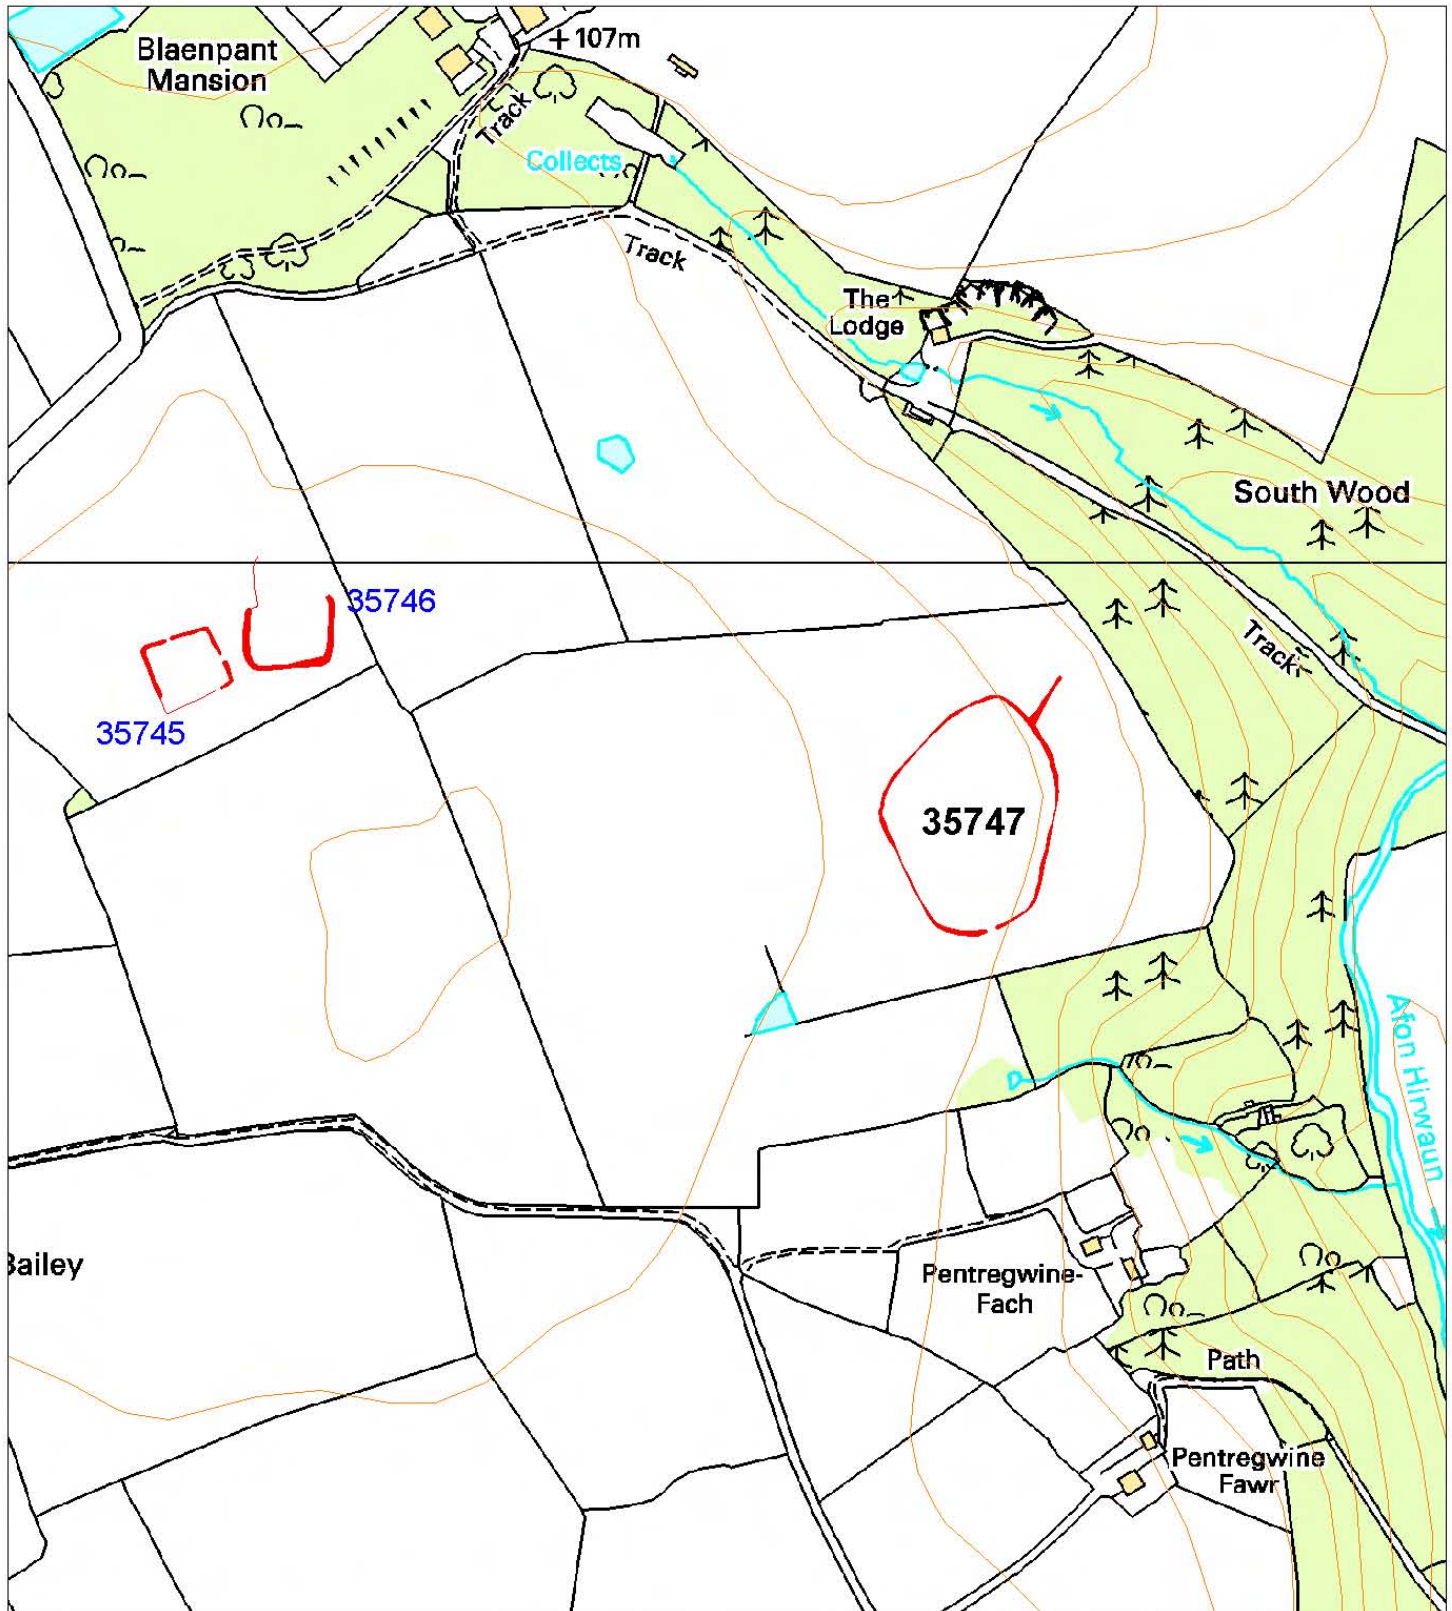 Blaenpant
Mansion
+107m
Track
Collects
Track
The
Lodge
South Wood
35746
Track
35745
35747
Afon Hirwaun
Bailey
Pentregwine-
Fach
Path
Pentregwine
Fawr